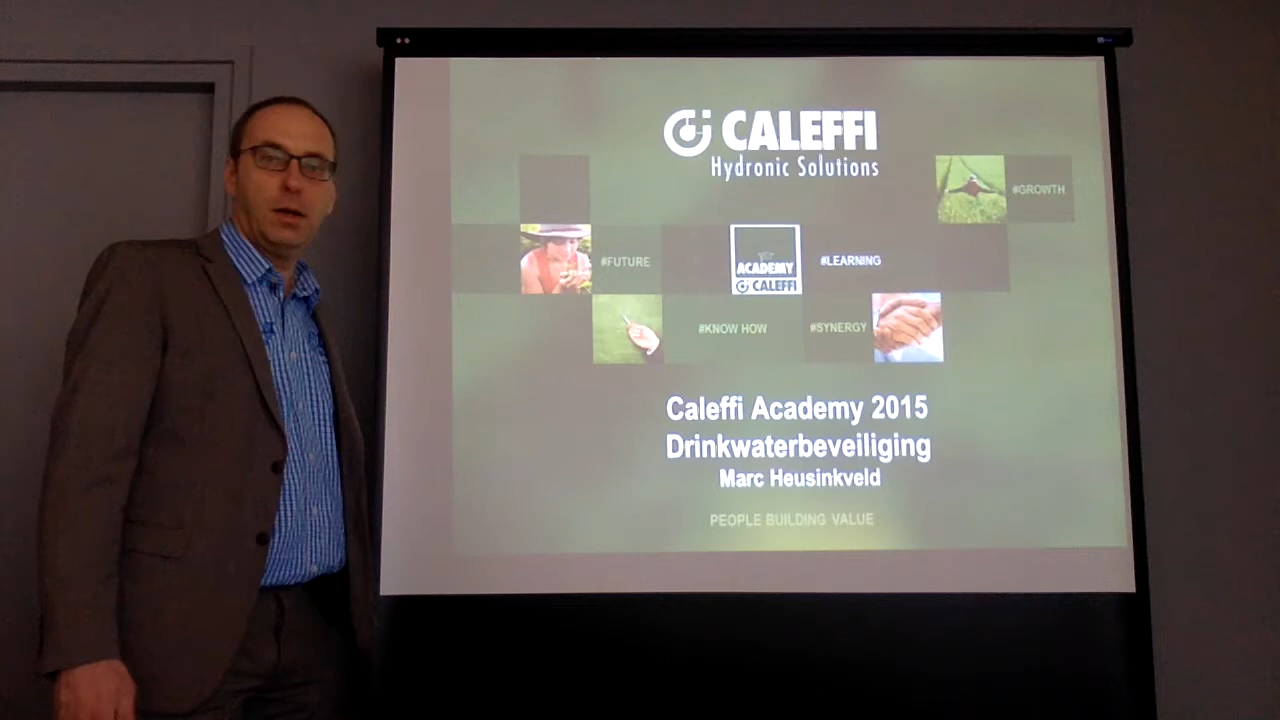 CALEFFI
Hydronic Solutions
#GROWTH
#FUTURE
ACADEMY
CALEFFI
#LEARNING
#KNOW HOW
#SYNERGY
Caleffi Academy 2015
Drinkwaterbeveiliging
Marc Heusinkveld
PEOPLE BUILDING VALUE